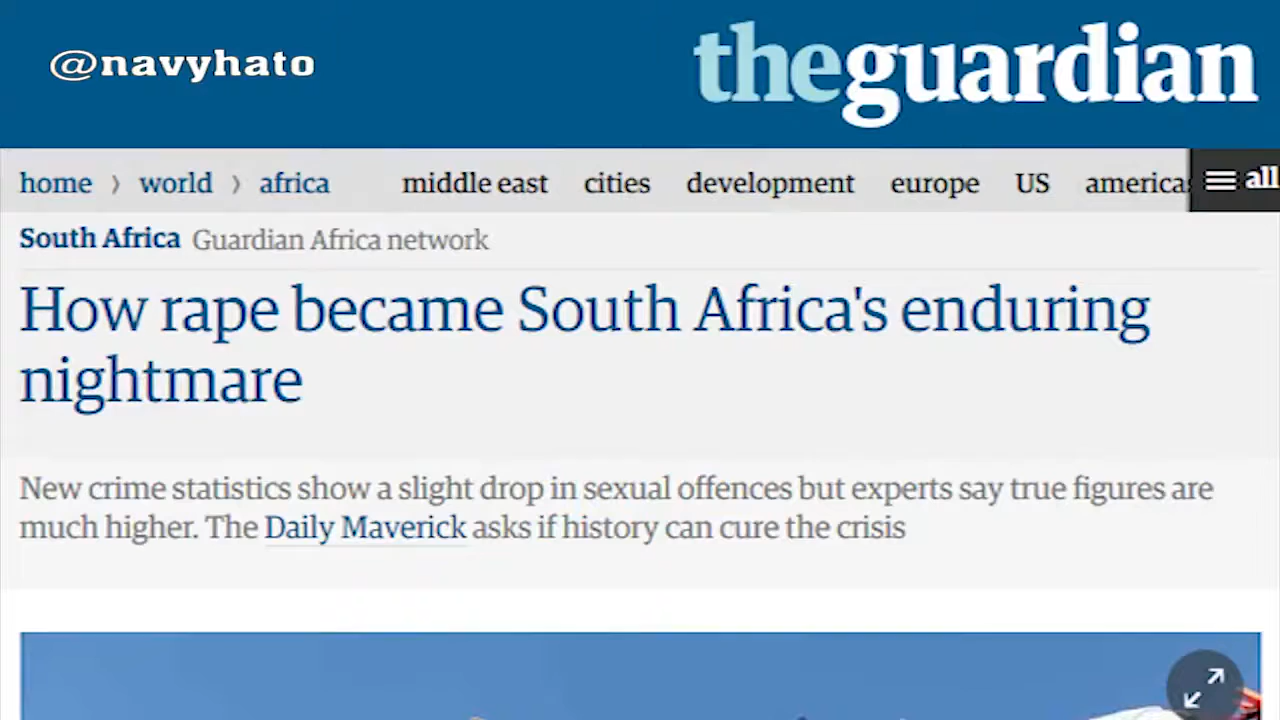 @navyhato
theguardian
home › world › africa middle east cities development europe US americas all
South Africa Guardian Africa network
How rape became South Africa's enduring
nightmare
New crime statistics show a slight drop in sexual offences but experts say true figures are
much higher. The Daily Maverick asks if history can cure the crisis